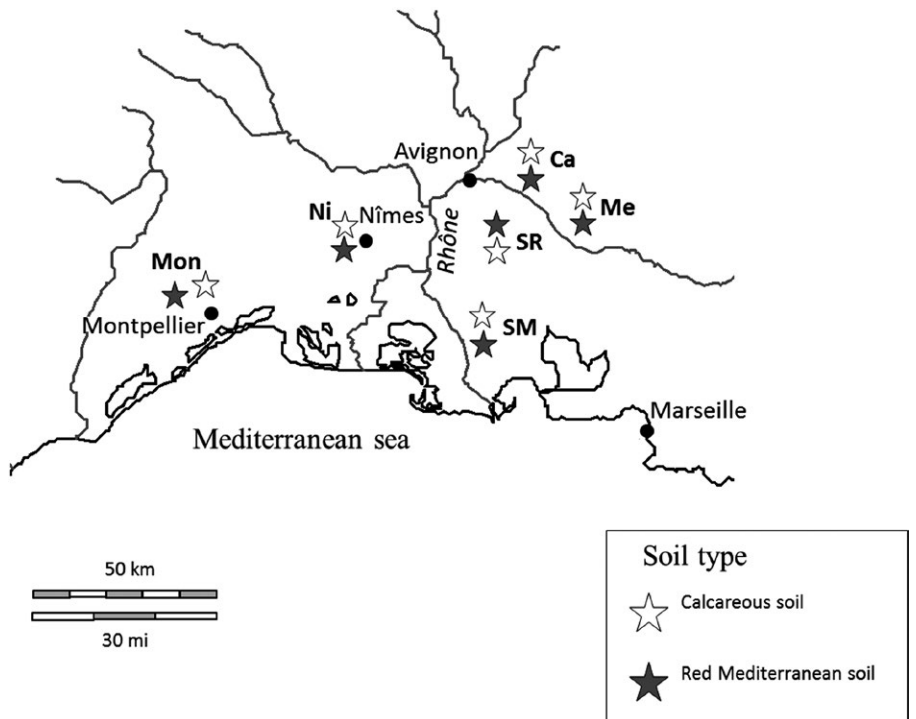 Avignon
Ca
Me
Ni
Nîmes
SR
Rhône
Mon
Montpellier
SM
Marseille
Mediterranean sea
50 km
30 mi
Soil type
Calcareous soil
Red Mediterranean soil